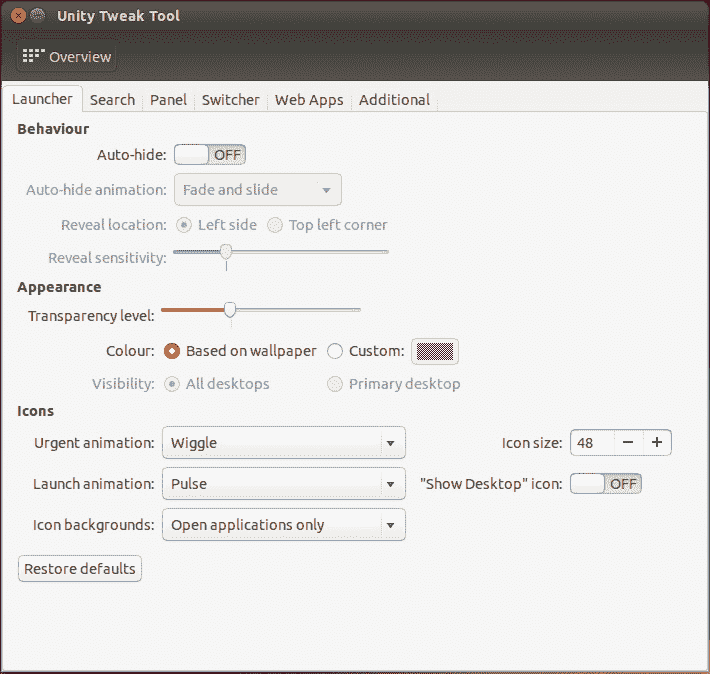 Unity Tweak Tool
Overview
Launcher Search Panel Switcher Web Apps Additional
Behaviour
Auto-hide: OFF
Auto-hide animation: Fade and slide
Reveal location: Left side Top left corner
Reveal sensitivity:
Appearance
Transparency level:
Colour: Based on wallpaper Custom:
Visibility: All desktops Primary desktop
Icons
Urgent animation: Wiggle Icon size: 48 − +
Launch animation: Pulse "Show Desktop" icon: OFF
Icon backgrounds: Open applications only
Restore defaults